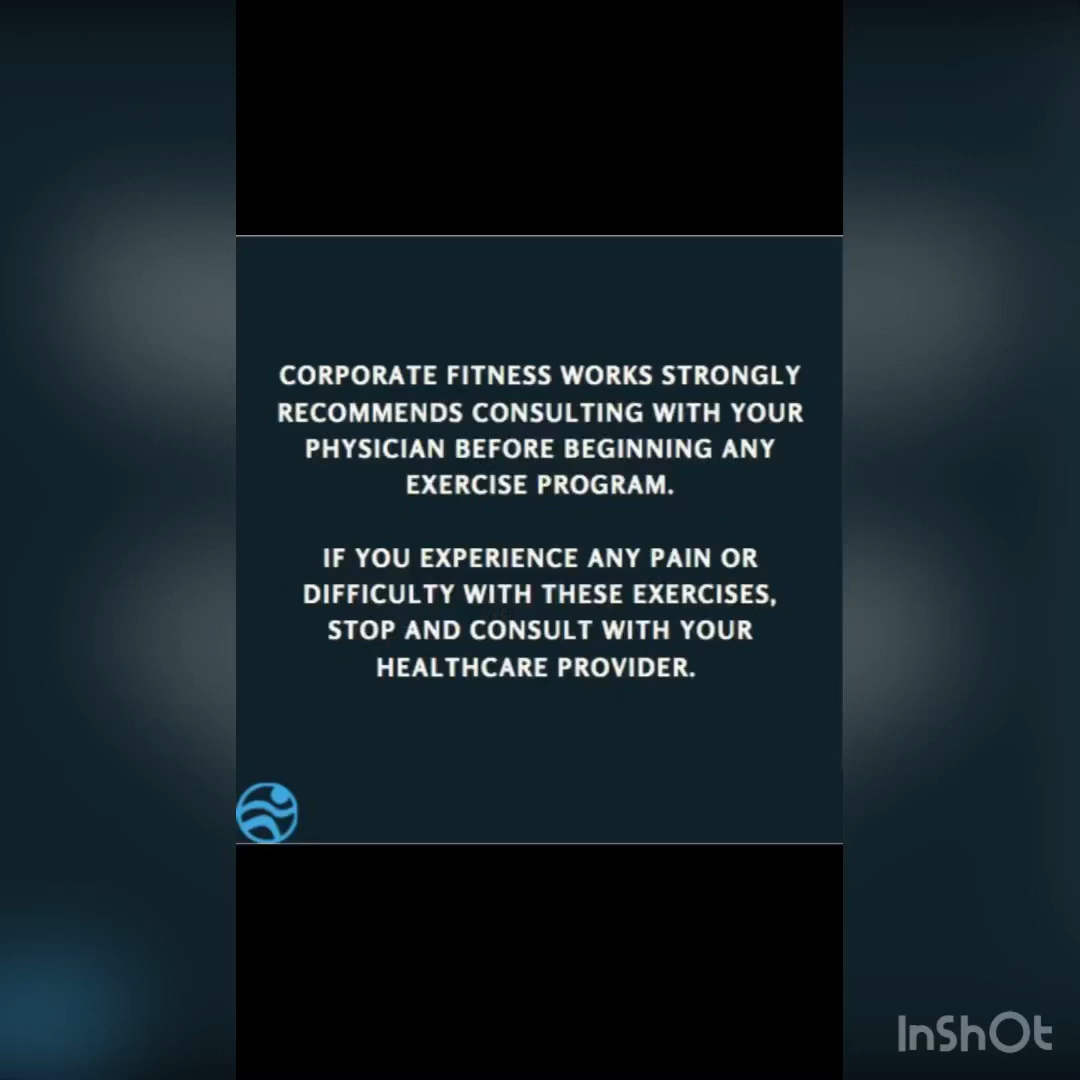 CORPORATE FITNESS WORKS STRONGLY
RECOMMENDS CONSULTING WITH YOUR
PHYSICIAN BEFORE BEGINNING ANY
EXERCISE PROGRAM.
IF YOU EXPERIENCE ANY PAIN OR
DIFFICULTY WITH THESE EXERCISES,
STOP AND CONSULT WITH YOUR
HEALTHCARE PROVIDER.
InShOt